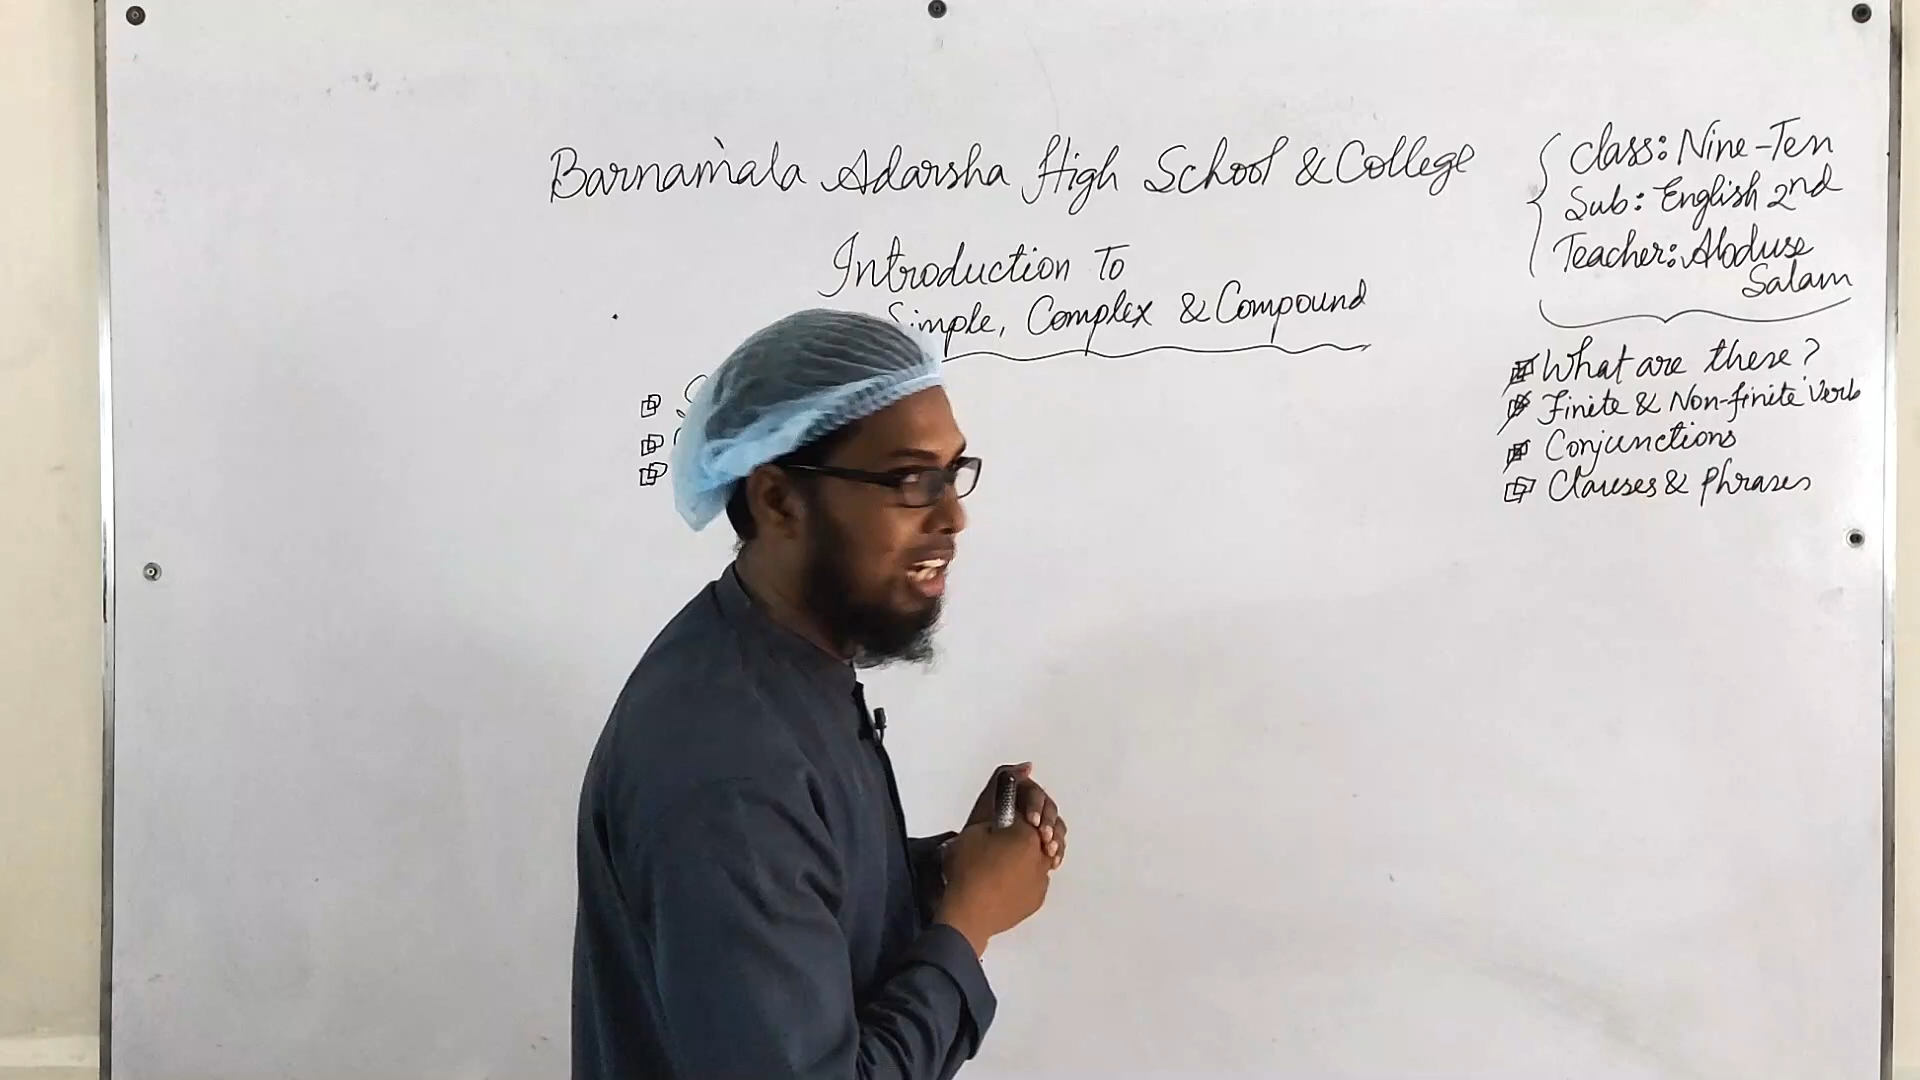 Barnamala Adarsha High School & College
Introduction To
Simple, Complex & Compound
Class: Nine-Ten
Sub: English 2nd
Teacher: Abduse
Salam
What are these?
Finite & Non-finite Verb
Conjunctions
Clauses & Phrases